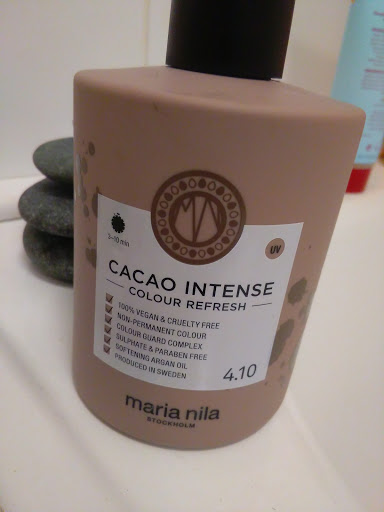 MN
3-10 min
UV
CACAO INTENSE
COLOUR REFRESH
100% VEGAN & CRUELTY FREE
NON-PERMANENT COLOUR
COLOUR GUARD COMPLEX
SULPHATE & PARABEN FREE
SOFTENING ARGAN OIL
PRODUCED IN SWEDEN
4.10
maria nila
STOCKHOLM